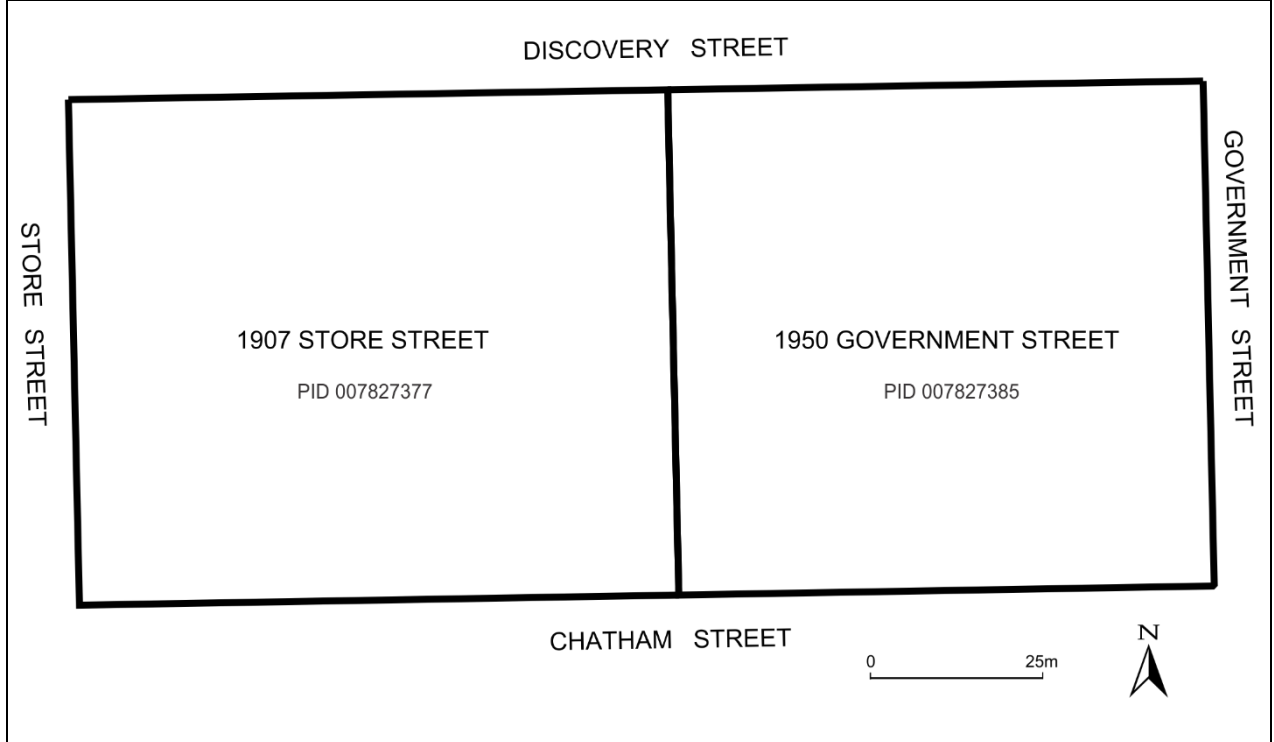 DISCOVERY STREET
GOVERNMENT STREET
STORE STREET
1907 STORE STREET
PID 007827377
1950 GOVERNMENT STREET
PID 007827385
CHATHAM STREET
N
0 25m